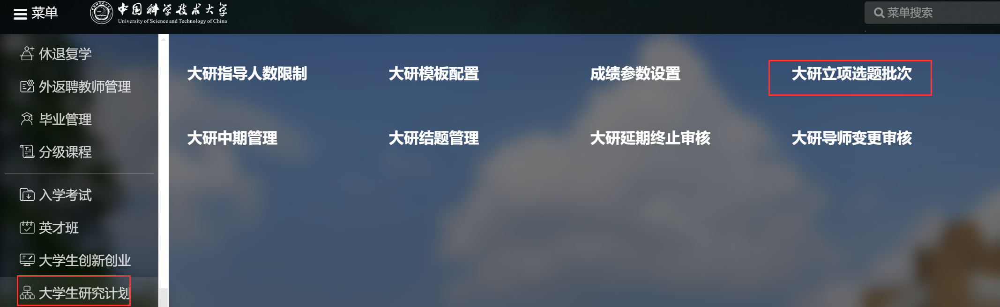 菜单
中国科学技术大学
University of Science and Technology of China
菜单搜索
休退复学
外返聘教师管理
毕业管理
分级课程
入学考试
英才班
大学生创新创业
大学生研究计划
大研指导人数限制
大研模板配置
成绩参数设置
大研立项选题批次
大研中期管理
大研结题管理
大研延期终止审核
大研导师变更审核